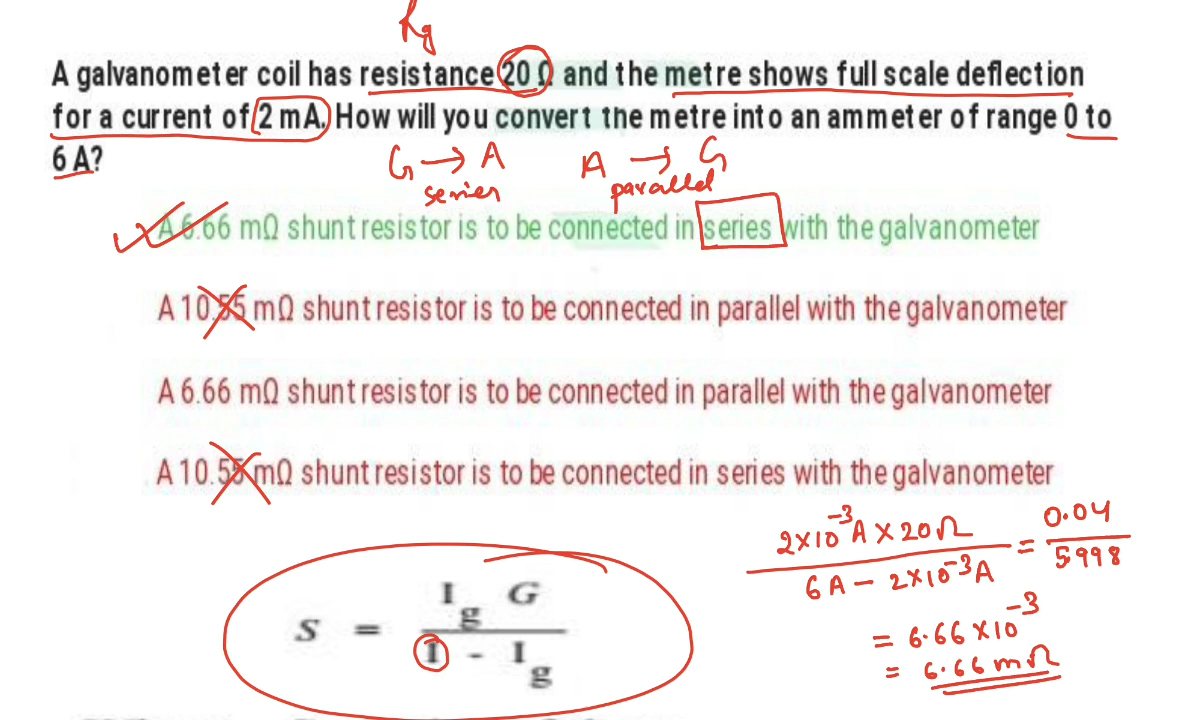 Rg
A galvanometer coil has resistance 20 Ω and the metre shows full scale deflection
for a current of 2 mA. How will you convert the metre into an ammeter of range 0 to
6 A?
G → A A → G
series parallel
A 6.66 mΩ shunt resistor is to be connected in series with the galvanometer
A 10.55 mΩ shunt resistor is to be connected in parallel with the galvanometer
A 6.66 mΩ shunt resistor is to be connected in parallel with the galvanometer
A 10.55 mΩ shunt resistor is to be connected in series with the galvanometer
2×10⁻³A × 20Ω / 6A − 2×10⁻³A = 0.04 / 5.998
S = I_g G / I - I_g
= 6.66 × 10⁻³
= 6.66 mΩ